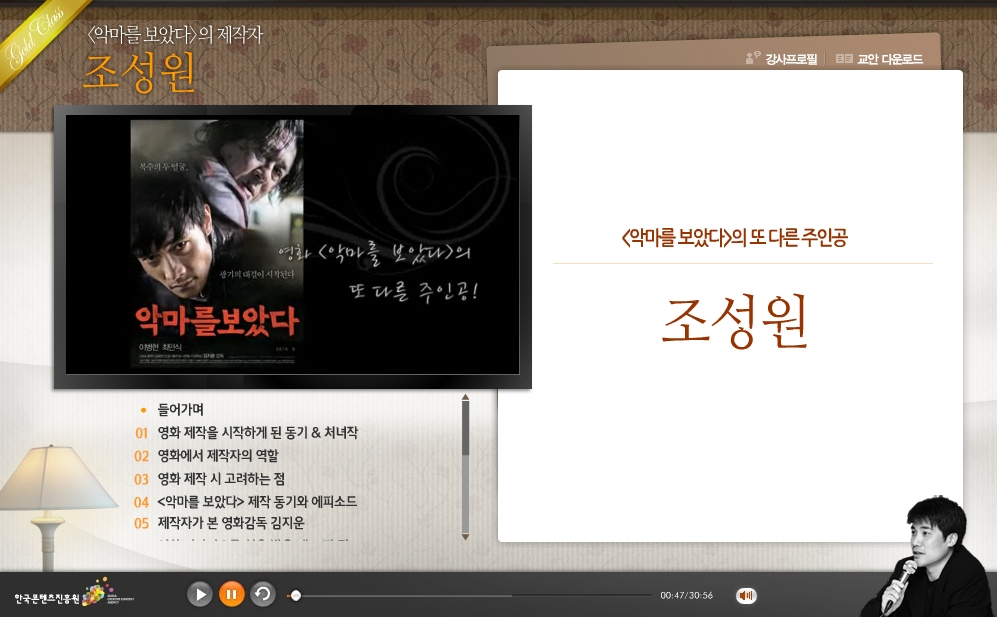 Gold Class
<악마를 보았다>의 제작자
조성원
강사프로필
교안 다운로드
복수의 두 얼굴,
광기의 대결이 시작된다
악마를보았다
이병헌 최민식
영화 <악마를 보았다>의
또 다른 주인공!
<악마를 보았다>의 또 다른 주인공
조성원
들어가며
01 영화 제작을 시작하게 된 동기 & 처녀작
02 영화에서 제작자의 역할
03 영화 제작 시 고려하는 점
04 <악마를 보았다> 제작 동기와 에피소드
05 제작자가 본 영화감독 김지운
한국콘텐츠진흥원
00:47/30:56